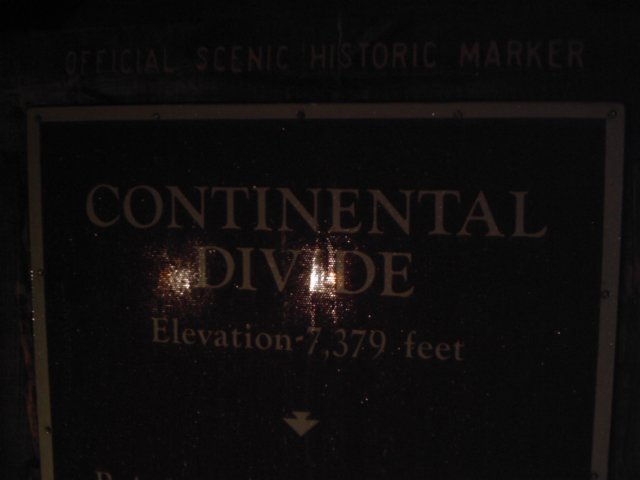 OFFICIAL SCENIC HISTORIC MARKER
CONTINENTAL
DIVIDE
Elevation-7,379 feet